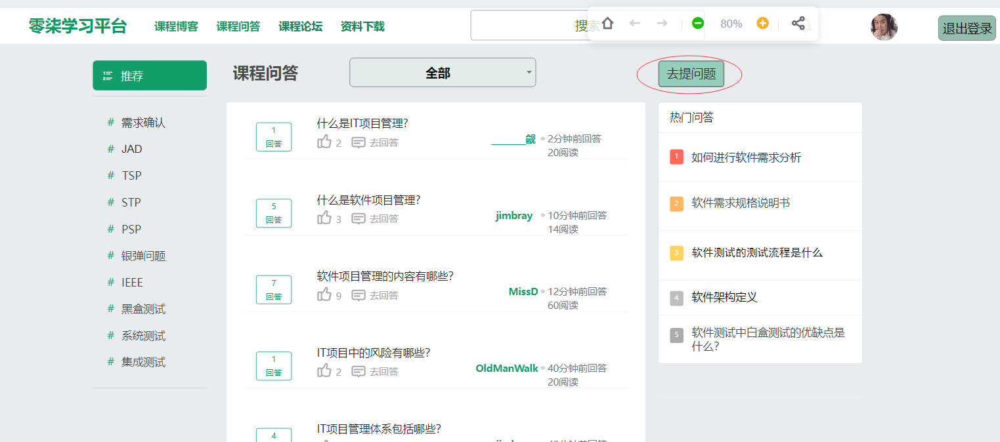 零柒学习平台
课程博客 课程问答 课程论坛 资料下载
搜索
80%
退出登录
推荐
# 需求确认
# JAD
# TSP
# STP
# PSP
# 银弹问题
# IEEE
# 黑盒测试
# 系统测试
# 集成测试
课程问答
全部
去提问题
1
回答
什么是IT项目管理?
2 去回答
______觎 2分钟前回答
20阅读
5
回答
什么是软件项目管理?
3 去回答
jimbray 10分钟前回答
14阅读
7
回答
软件项目管理的内容有哪些?
9 去回答
MissD 12分钟前回答
60阅读
1
回答
IT项目中的风险有哪些?
2 去回答
OldManWalk 40分钟前回答
20阅读
4
IT项目管理体系包括哪些?
热门问答
1 如何进行软件需求分析
2 软件需求规格说明书
3 软件测试的测试流程是什么
4 软件架构定义
5 软件测试中白盒测试的优缺点是
什么?